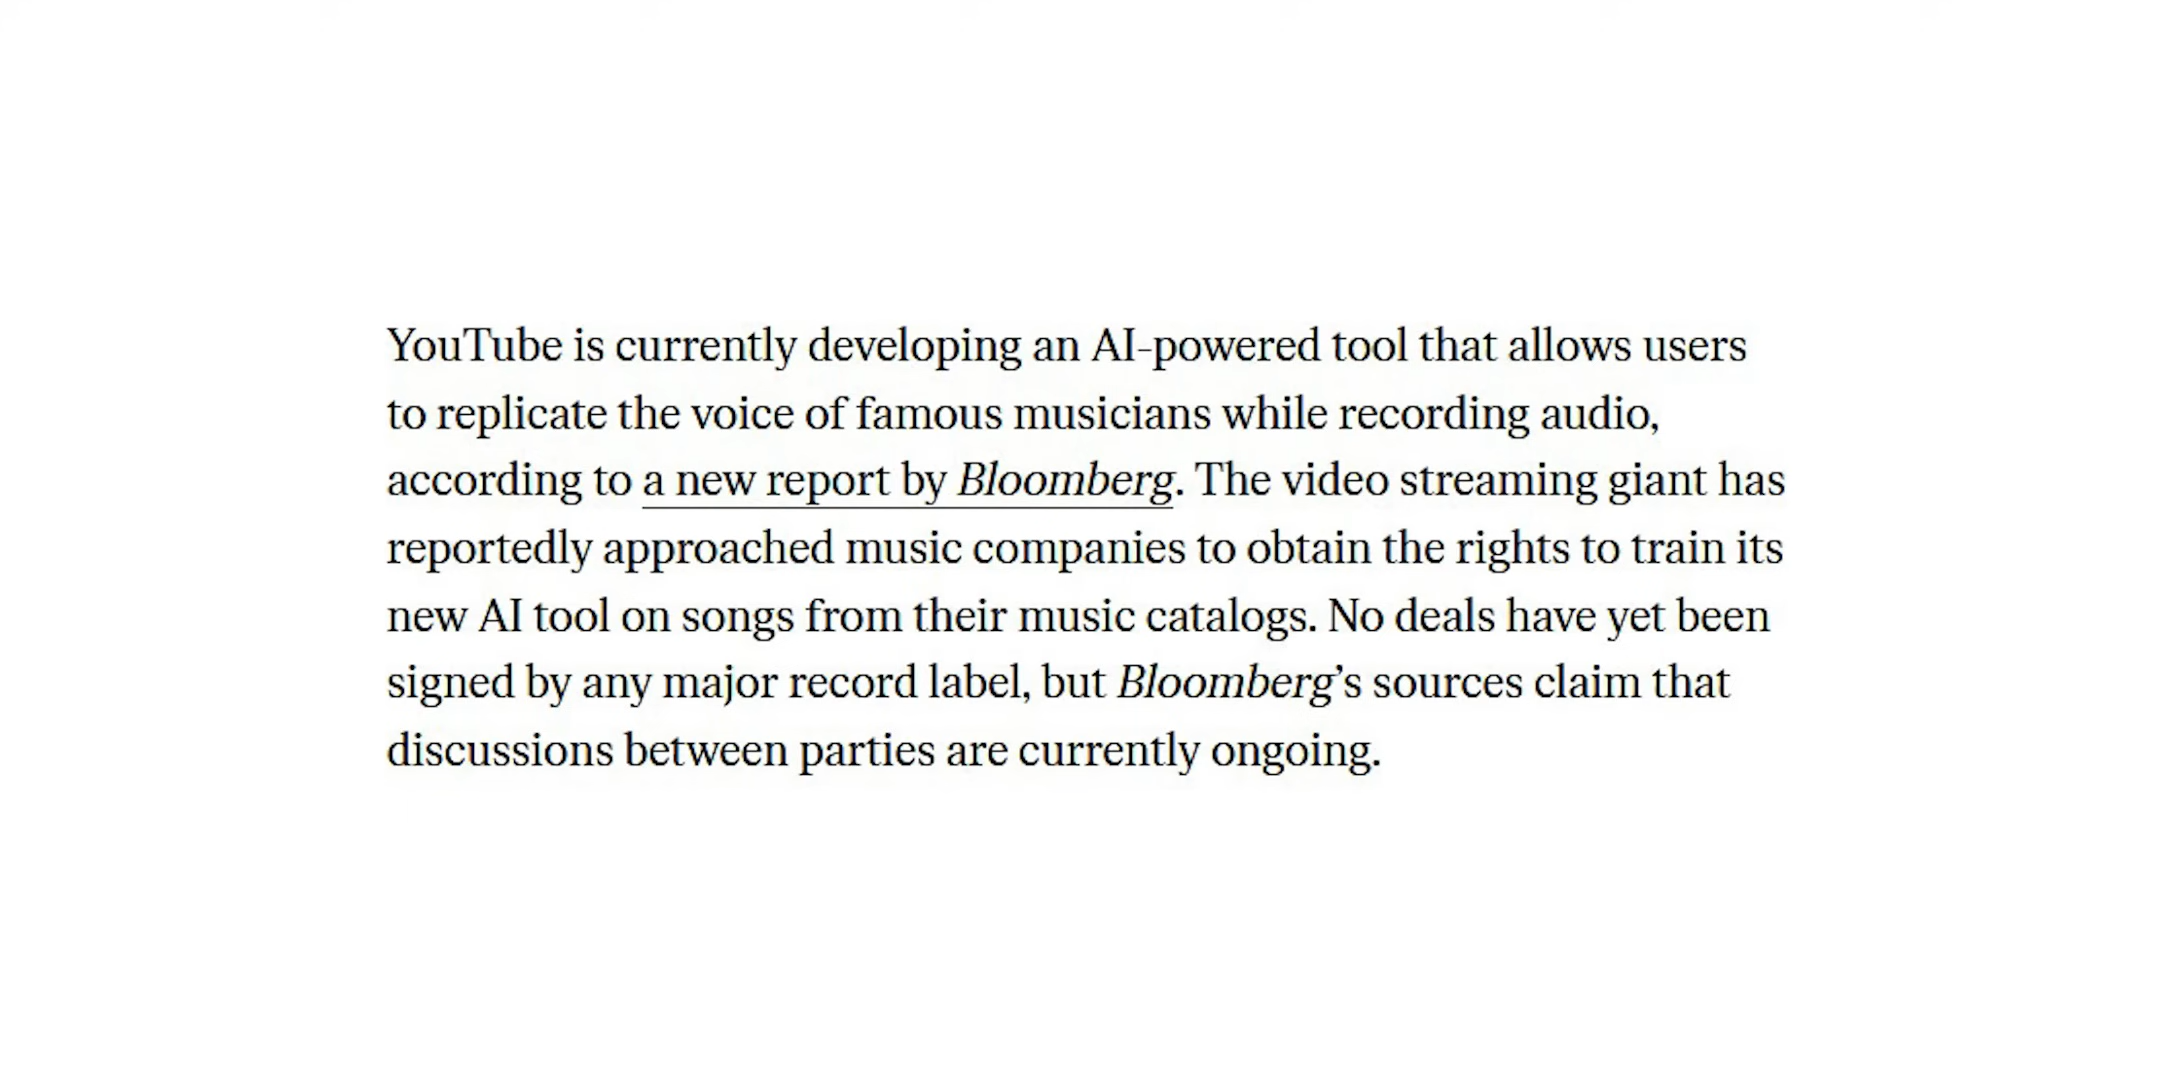 YouTube is currently developing an AI-powered tool that allows users
to replicate the voice of famous musicians while recording audio,
according to a new report by Bloomberg. The video streaming giant has
reportedly approached music companies to obtain the rights to train its
new AI tool on songs from their music catalogs. No deals have yet been
signed by any major record label, but Bloomberg’s sources claim that
discussions between parties are currently ongoing.